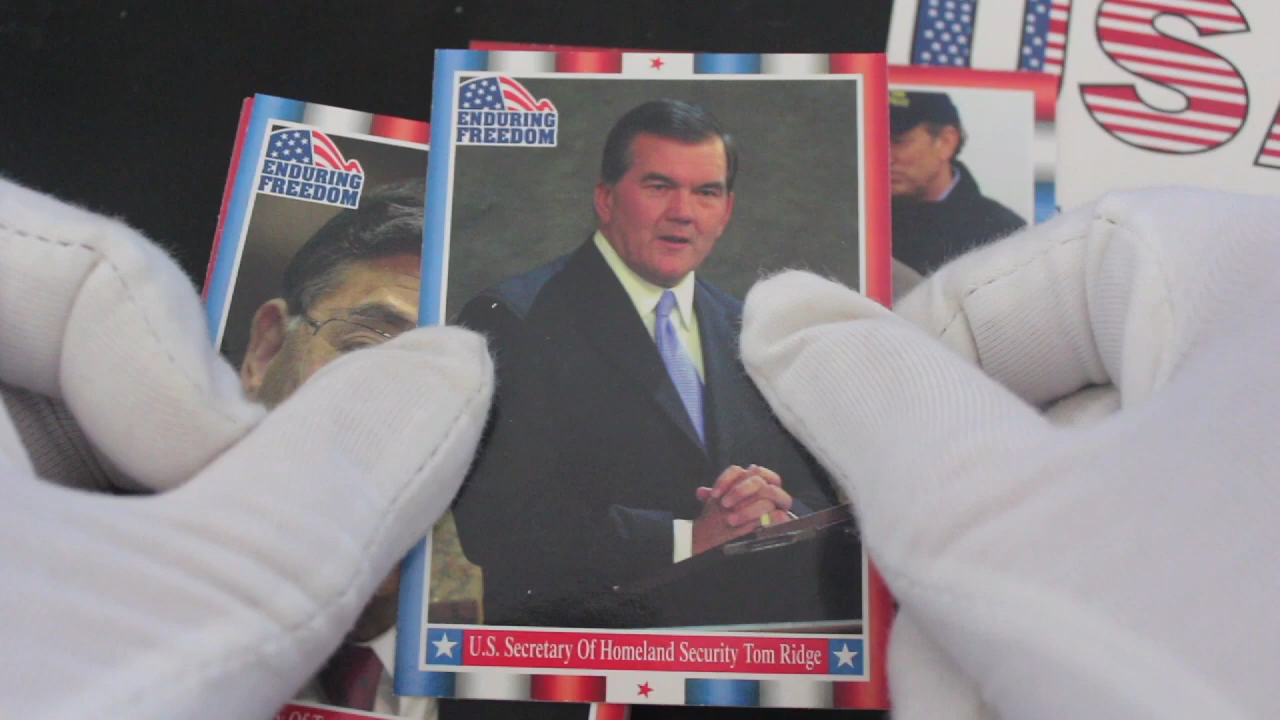 USA
ENDURING
FREEDOM
ENDURING
FREEDOM
U.S. Secretary Of Homeland Security Tom Ridge